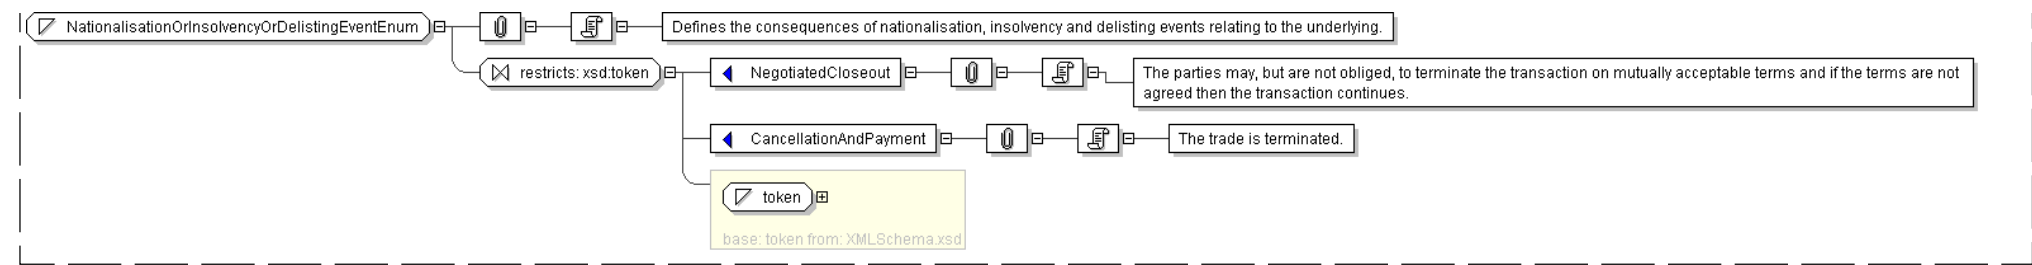 NationalisationOrInsolvencyOrDelistingEventEnum
Defines the consequences of nationalisation, insolvency and delisting events relating to the underlying.
restricts: xsd:token
NegotiatedCloseout
The parties may, but are not obliged, to terminate the transaction on mutually acceptable terms and if the terms are not
agreed then the transaction continues.
CancellationAndPayment
The trade is terminated.
token
base: token from: XMLSchema.xsd